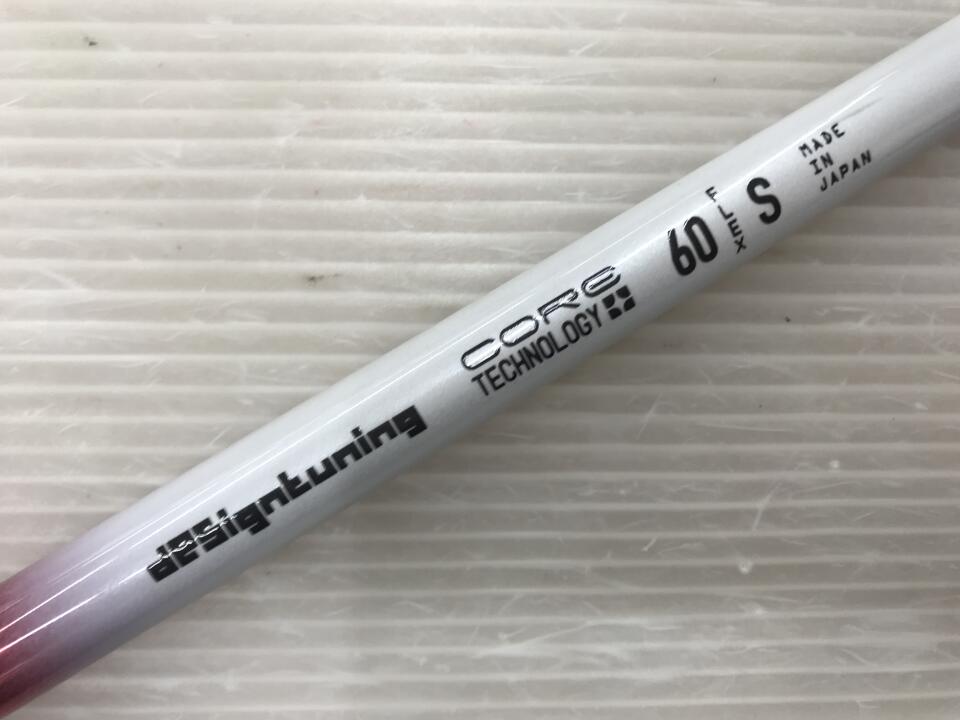 designtuning
CORE
TECHNOLOGY
60
FLEX
S
MADE
IN
JAPAN